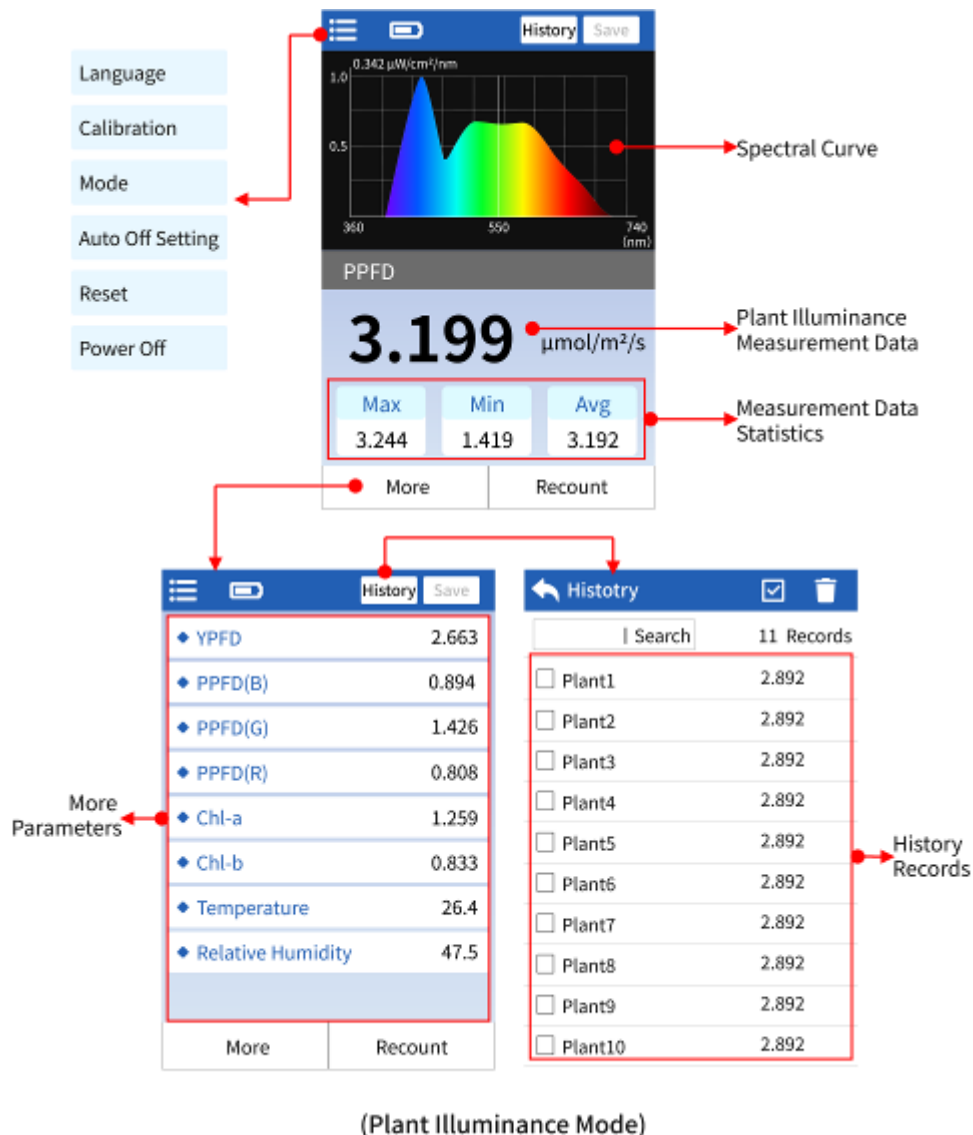 History Save
Language
Calibration
Mode
Auto Off Setting
Reset
Power Off
0.342 μW/cm²/nm
1.0
0.5
360 550 740
(nm)
Spectral Curve
PPFD
3.199 μmol/m²/s
Plant Illuminance
Measurement Data
Max Min Avg
3.244 1.419 3.192
Measurement Data
Statistics
More Recount
History Save
YPFD 2.663
PPFD(B) 0.894
PPFD(G) 1.426
PPFD(R) 0.808
Chl-a 1.259
Chl-b 0.833
Temperature 26.4
Relative Humidity 47.5
More Recount
More
Parameters
Histotry
| Search 11 Records
Plant1 2.892
Plant2 2.892
Plant3 2.892
Plant4 2.892
Plant5 2.892
Plant6 2.892
Plant7 2.892
Plant8 2.892
Plant9 2.892
Plant10 2.892
History
Records
(Plant Illuminance Mode)